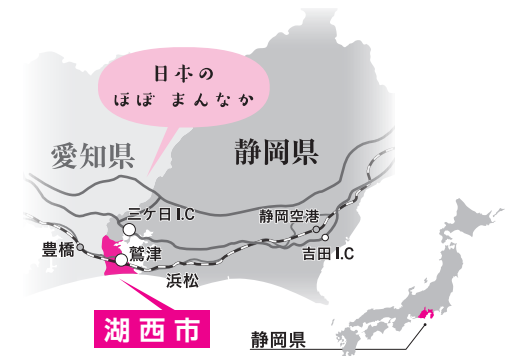 日本の
ほぼ まんなか
愛知県
静岡県
三ケ日 I.C
静岡空港
豊橋
鷲津
吉田 I.C
浜松
湖西市
静岡県